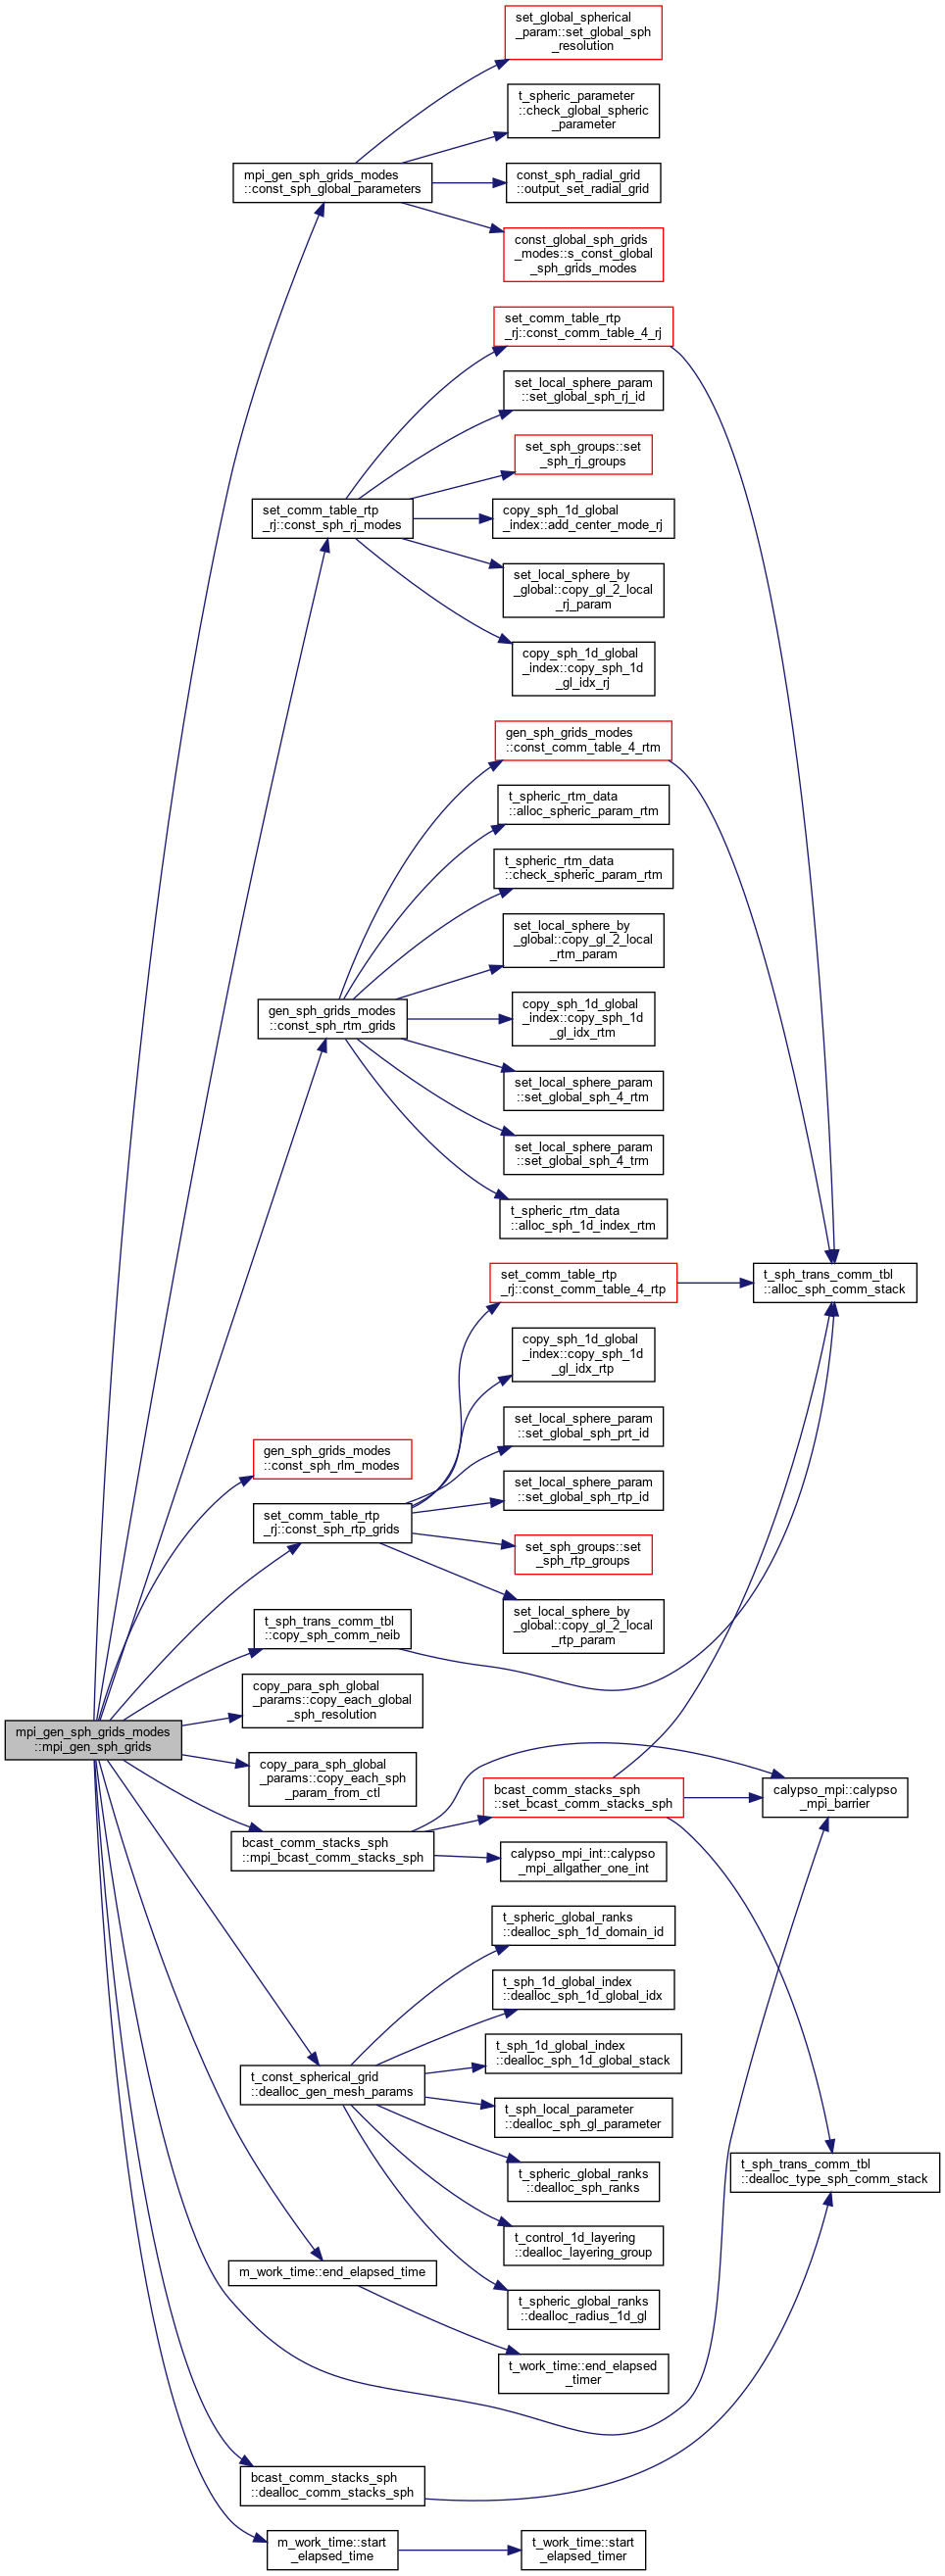 set_global_spherical
_param::set_global_sph
_resolution
t_spheric_parameter
::check_global_spheric
_parameter
mpi_gen_sph_grids_modes
::const_sph_global_parameters
const_sph_radial_grid
::output_set_radial_grid
const_global_sph_grids
_modes::s_const_global
_sph_grids_modes
set_comm_table_rtp
_rj::const_comm_table_4_rj
set_local_sphere_param
::set_global_sph_rj_id
set_sph_groups::set
_sph_rj_groups
set_comm_table_rtp
_rj::const_sph_rj_modes
copy_sph_1d_global
_index::add_center_mode_rj
set_local_sphere_by
_global::copy_gl_2_local
_rj_param
copy_sph_1d_global
_index::copy_sph_1d
_gl_idx_rj
gen_sph_grids_modes
::const_comm_table_4_rtm
t_spheric_rtm_data
::alloc_spheric_param_rtm
t_spheric_rtm_data
::check_spheric_param_rtm
set_local_sphere_by
_global::copy_gl_2_local
_rtm_param
gen_sph_grids_modes
::const_sph_rtm_grids
copy_sph_1d_global
_index::copy_sph_1d
_gl_idx_rtm
set_local_sphere_param
::set_global_sph_4_rtm
set_local_sphere_param
::set_global_sph_4_trm
t_spheric_rtm_data
::alloc_sph_1d_index_rtm
set_comm_table_rtp
_rj::const_comm_table_4_rtp
t_sph_trans_comm_tbl
::alloc_sph_comm_stack
copy_sph_1d_global
_index::copy_sph_1d
_gl_idx_rtp
set_local_sphere_param
::set_global_sph_prt_id
gen_sph_grids_modes
::const_sph_rlm_modes
set_local_sphere_param
::set_global_sph_rtp_id
set_comm_table_rtp
_rj::const_sph_rtp_grids
set_sph_groups::set
_sph_rtp_groups
set_local_sphere_by
_global::copy_gl_2_local
_rtp_param
t_sph_trans_comm_tbl
::copy_sph_comm_neib
copy_para_sph_global
_params::copy_each_global
_sph_resolution
mpi_gen_sph_grids_modes
::mpi_gen_sph_grids
copy_para_sph_global
_params::copy_each_sph
_param_from_ctl
bcast_comm_stacks_sph
::set_bcast_comm_stacks_sph
calypso_mpi::calypso
_mpi_barrier
bcast_comm_stacks_sph
::mpi_bcast_comm_stacks_sph
calypso_mpi_int::calypso
_mpi_allgather_one_int
t_spheric_global_ranks
::dealloc_sph_1d_domain_id
t_sph_1d_global_index
::dealloc_sph_1d_global_idx
t_sph_1d_global_index
::dealloc_sph_1d_global_stack
t_const_spherical_grid
::dealloc_gen_mesh_params
t_sph_local_parameter
::dealloc_sph_gl_parameter
t_spheric_global_ranks
::dealloc_sph_ranks
t_sph_trans_comm_tbl
::dealloc_type_sph_comm_stack
t_control_1d_layering
::dealloc_layering_group
m_work_time::end_elapsed_time
t_spheric_global_ranks
::dealloc_radius_1d_gl
t_work_time::end_elapsed
_timer
bcast_comm_stacks_sph
::dealloc_comm_stacks_sph
m_work_time::start
_elapsed_time
t_work_time::start
_elapsed_timer